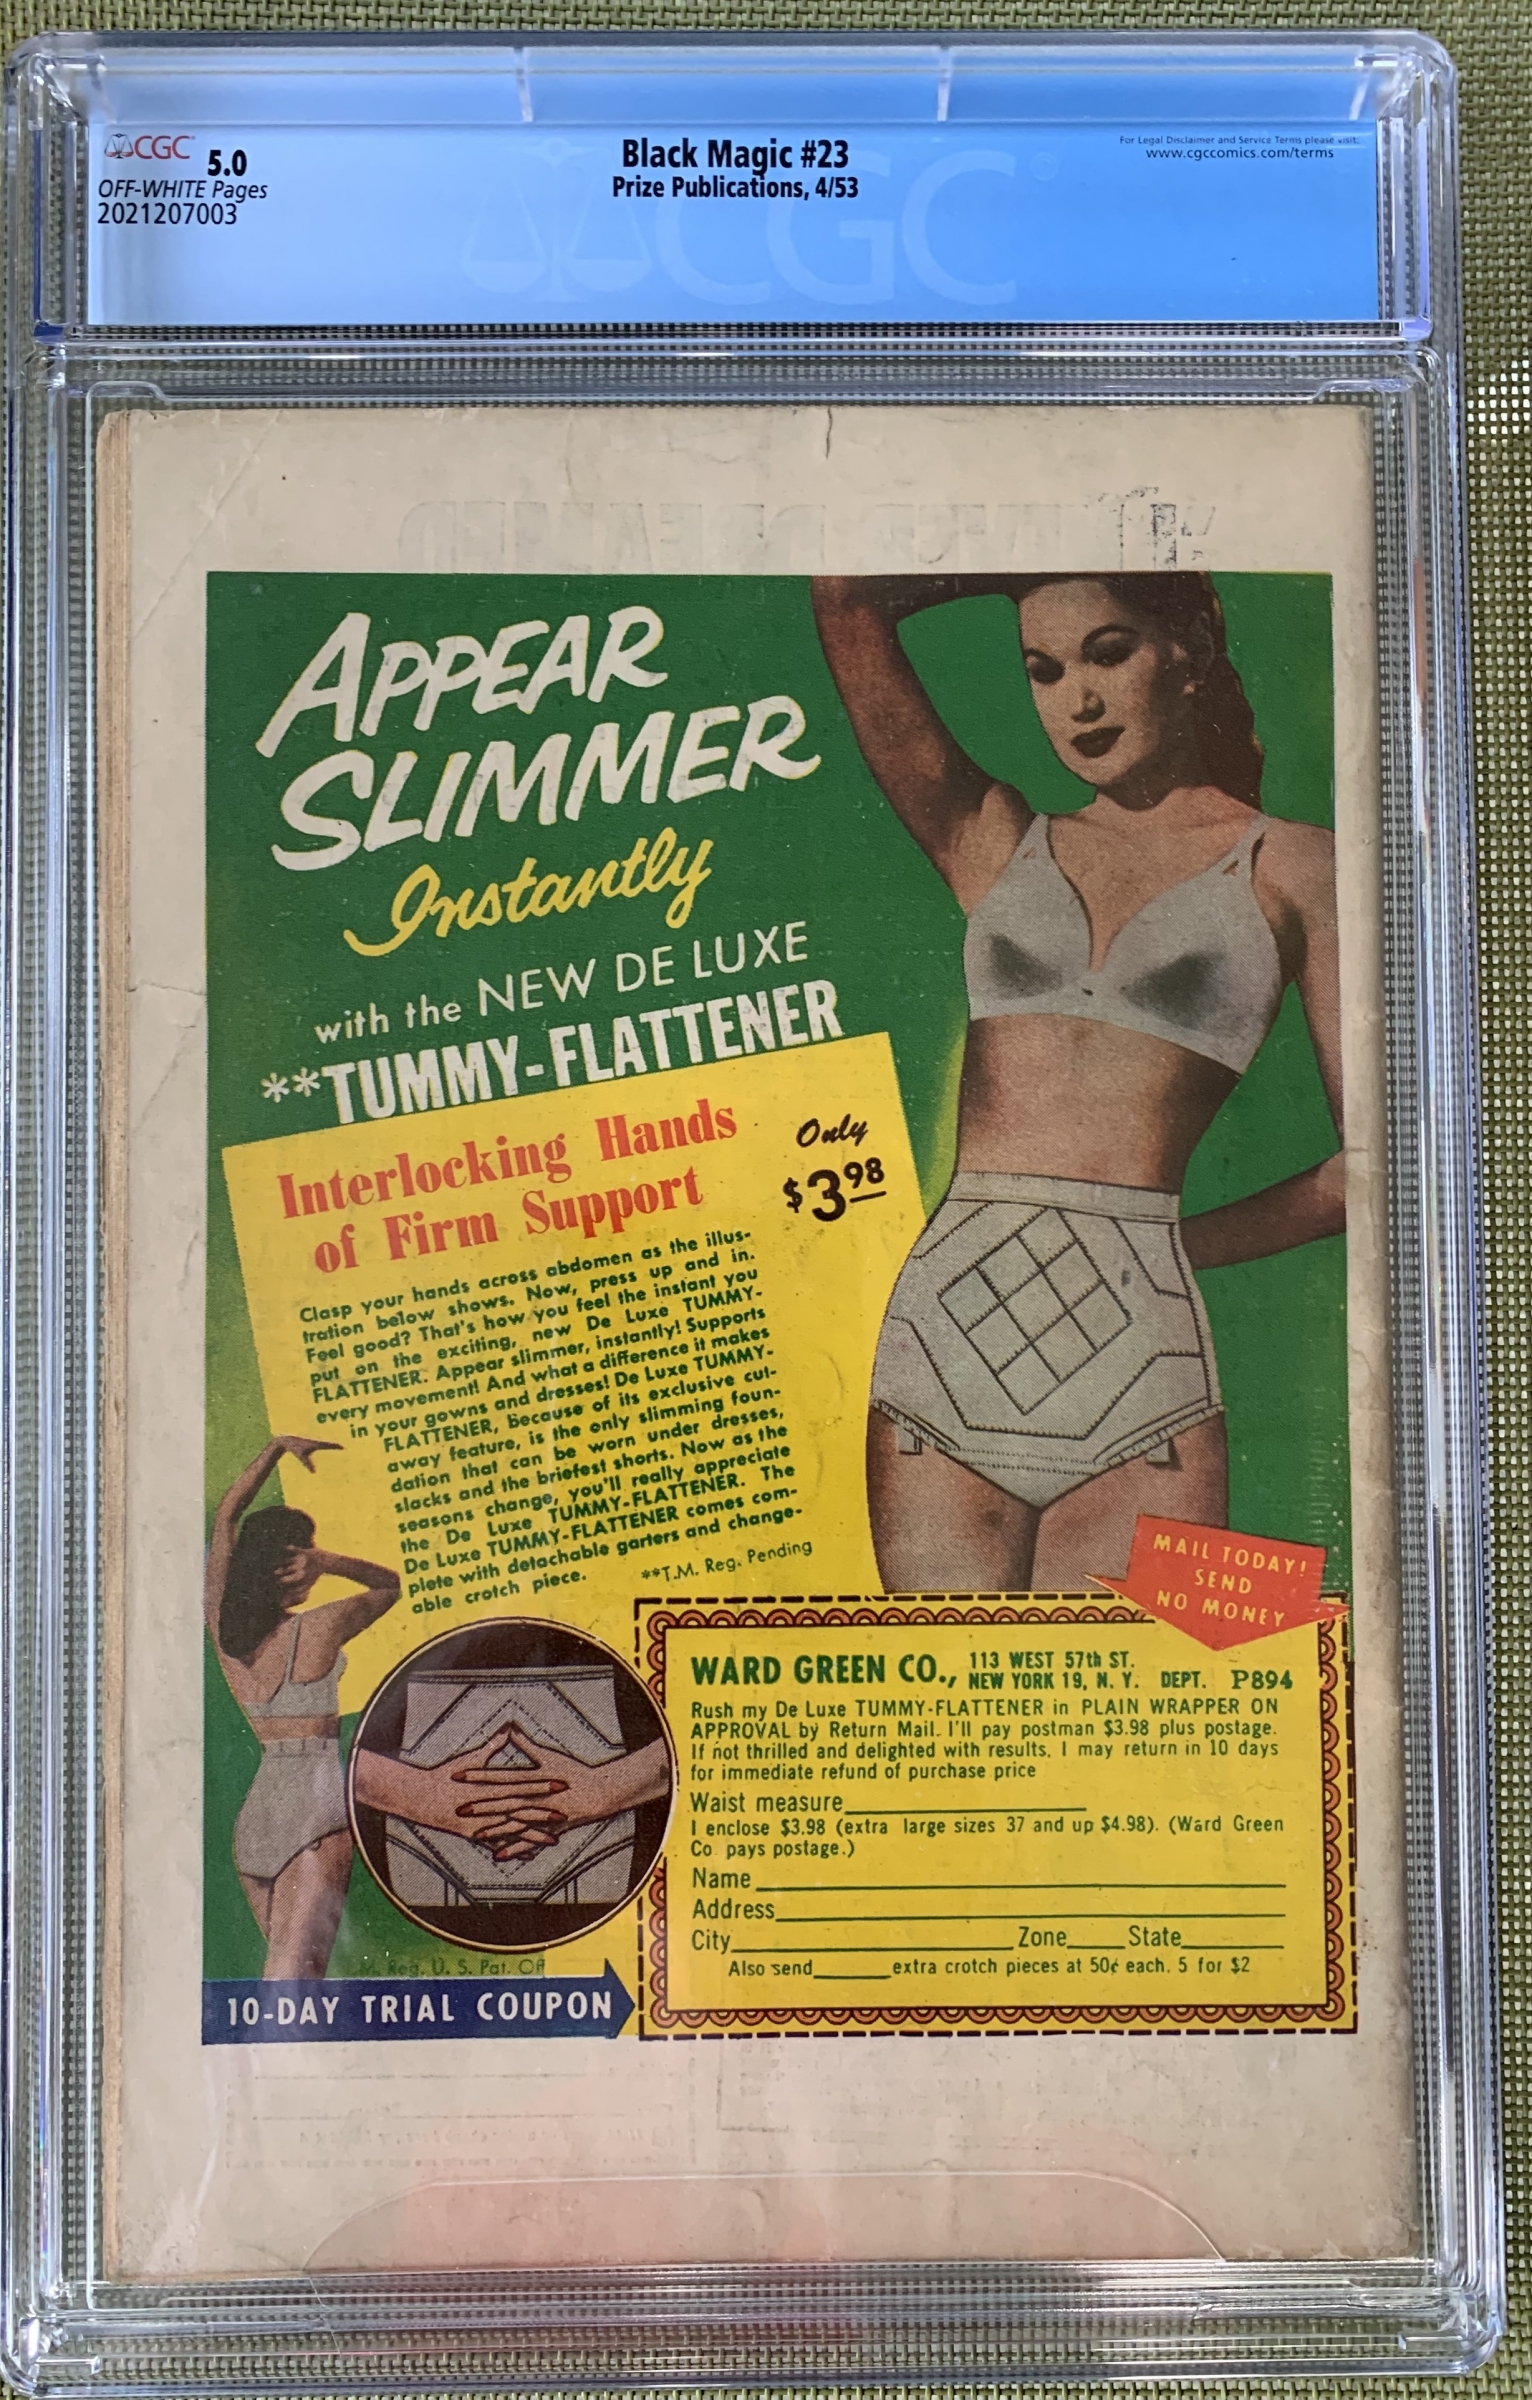 CGC 5.0
OFF-WHITE Pages
2021207003
Black Magic #23
Prize Publications, 4/53
For Legal Disclaimer and Service Terms please visit:
www.cgccomics.com/terms
CGC
APPEAR
SLIMMER
Instantly
with the NEW DE LUXE
**TUMMY-FLATTENER
Interlocking Hands
of Firm Support
Only
$3.98
Clasp your hands across abdomen as the illus-
tration below shows. Now, press up and in.
Feel good? That's how you feel the instant you
put on the exciting, new De Luxe TUMMY-
FLATTENER. Appear slimmer, instantly! Supports
every movement! And what a difference it makes
in your gowns and dresses! De Luxe TUMMY-
FLATTENER, because of its exclusive cut-
away feature, is the only slimming foun-
dation that can be worn under dresses,
slacks and the briefest shorts. Now as the
seasons change, you'll really appreciate
the De Luxe TUMMY-FLATTENER. The
De Luxe TUMMY-FLATTENER comes com-
plete with detachable garters and change-
able crotch piece.
**T.M. Reg. Pending
MAIL TODAY!
SEND
NO MONEY
WARD GREEN CO., 113 WEST 57th ST.
NEW YORK 19, N. Y. DEPT. P894
Rush my De Luxe TUMMY-FLATTENER in PLAIN WRAPPER ON
APPROVAL by Return Mail. I'll pay postman $3.98 plus postage.
If not thrilled and delighted with results, I may return in 10 days
for immediate refund of purchase price
Waist measure
I enclose $3.98 (extra large sizes 37 and up $4.98). (Ward Green
Co. pays postage.)
Name
Address
City Zone State
Also send extra crotch pieces at 50¢ each. 5 for $2
Reg. U. S. Pat. Off
10-DAY TRIAL COUPON